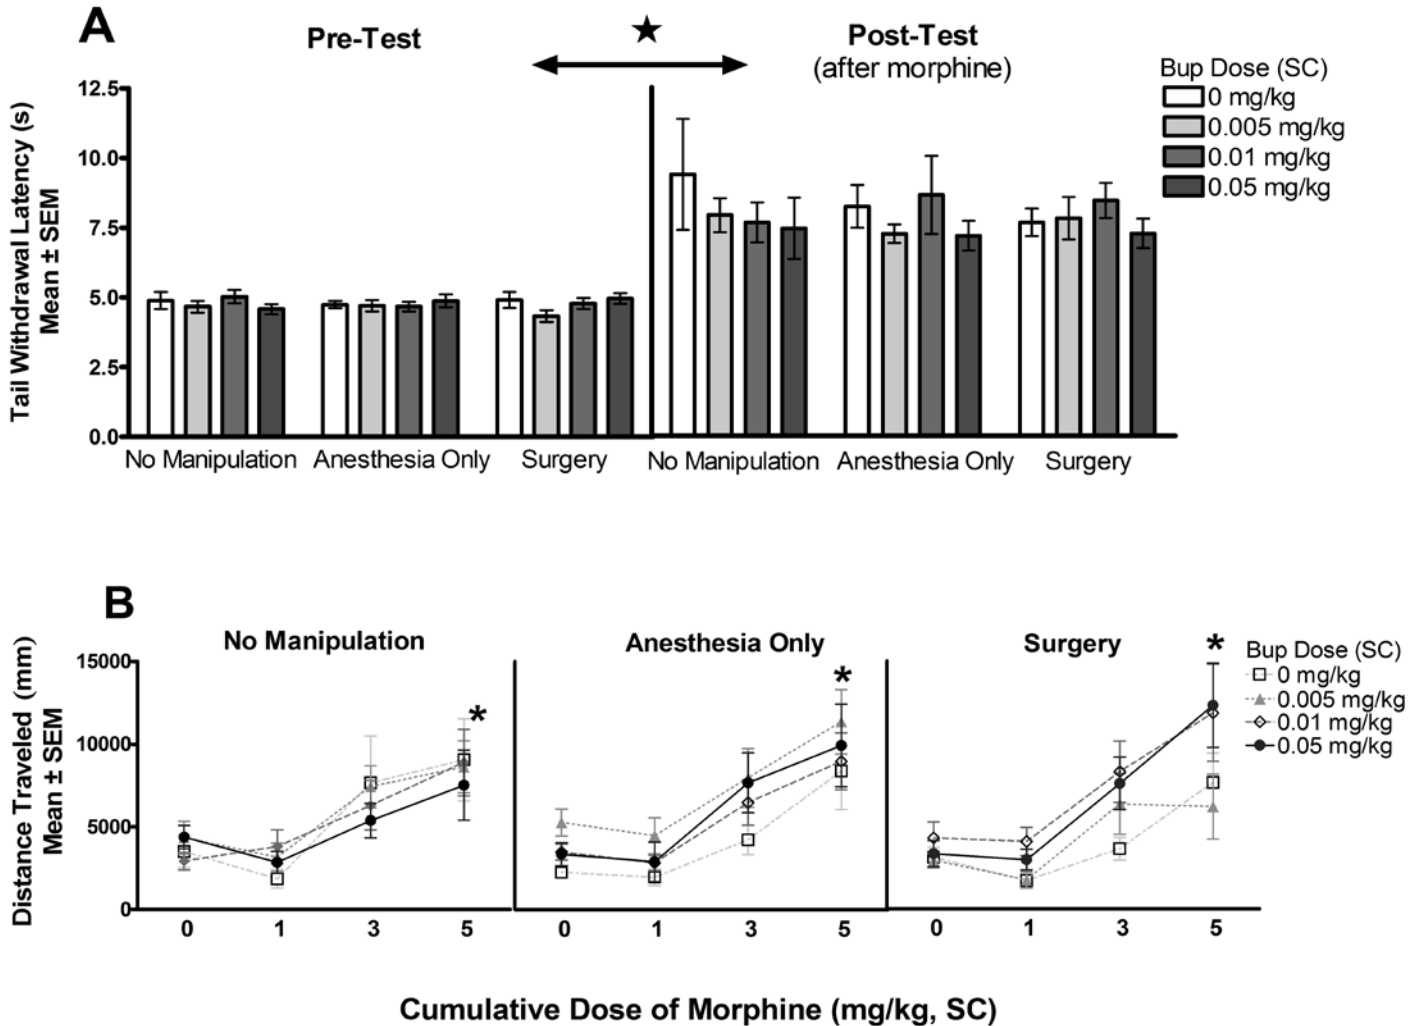 A
Pre-Test
★
Post-Test
(after morphine)
Tail Withdrawal Latency (s)
Mean ± SEM
12.5
10.0
7.5
5.0
2.5
0.0
Bup Dose (SC)
0 mg/kg
0.005 mg/kg
0.01 mg/kg
0.05 mg/kg
No Manipulation
Anesthesia Only
Surgery
No Manipulation
Anesthesia Only
Surgery
B
No Manipulation
Anesthesia Only
Surgery
Distance Traveled (mm)
Mean ± SEM
15000
10000
5000
0
*
*
*
Bup Dose (SC)
0 mg/kg
0.005 mg/kg
0.01 mg/kg
0.05 mg/kg
0 1 3 5
0 1 3 5
0 1 3 5
Cumulative Dose of Morphine (mg/kg, SC)